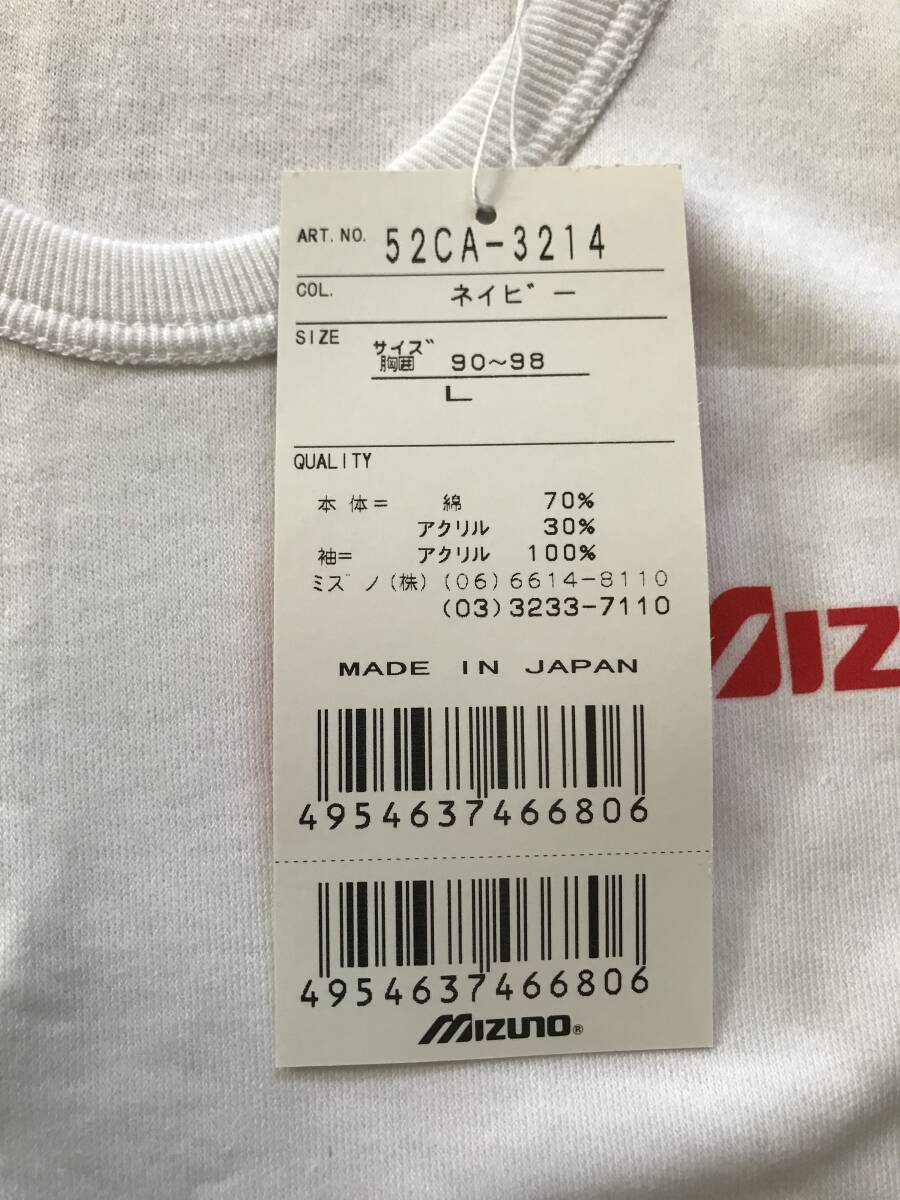 ART. NO. 52CA-3214
COL. ネイビー
SIZE サイズ
胸囲 90~98
L
QUALITY
本体= 綿 70%
アクリル 30%
袖= アクリル 100%
ミズノ(株) (06)6614-8110
(03)3233-7110
MADE IN JAPAN
4954637466806
4954637466806
MIZUNO®
MIZ